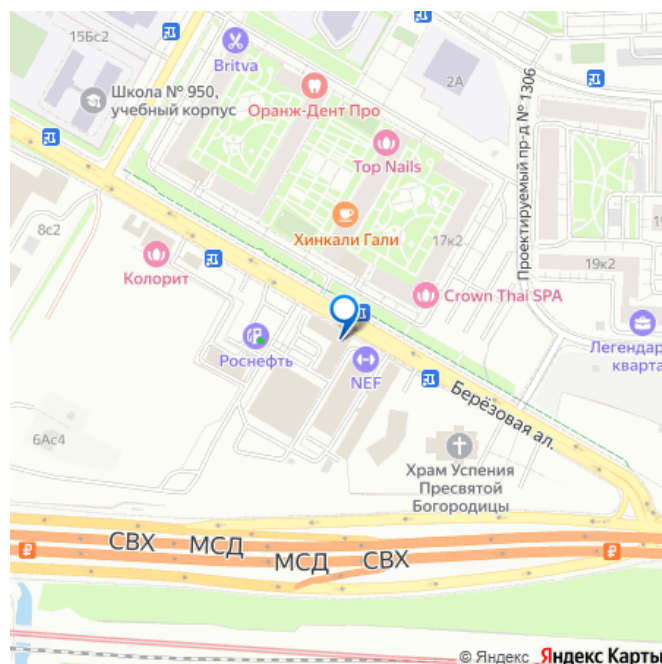 15Бс2
Britva
2А
Школа № 950,
учебный корпус
Оранж-Дент Про
Проектируемый пр-д № 1306
Top Nails
8с2
Хинкали Гали
17к2
Колорит
19к2
Crown Thai SPA
Роснефть
NEF
Легендар
кварта
Берёзовая ал.
6Ас4
Храм Успения
Пресвятой
Богородицы
СВХ
МСД
МСД
СВХ
© Яндекс Яндекс Карты